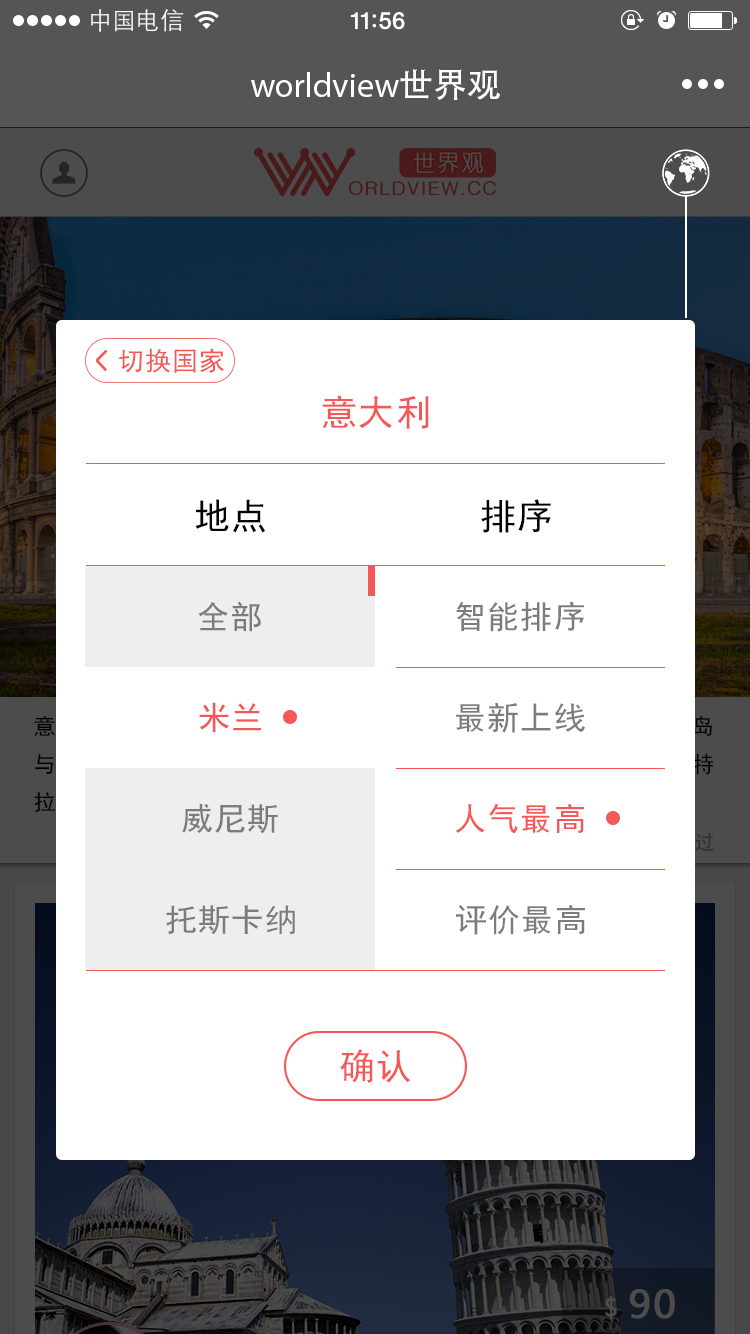 中国电信
11:56
worldview世界观
世界观
ORLDVIEW.CC
切换国家
意大利
地点 排序
全部 智能排序
米兰 最新上线
威尼斯 人气最高
托斯卡纳 评价最高
确认
意
岛
与
特
拉
过
$ 90